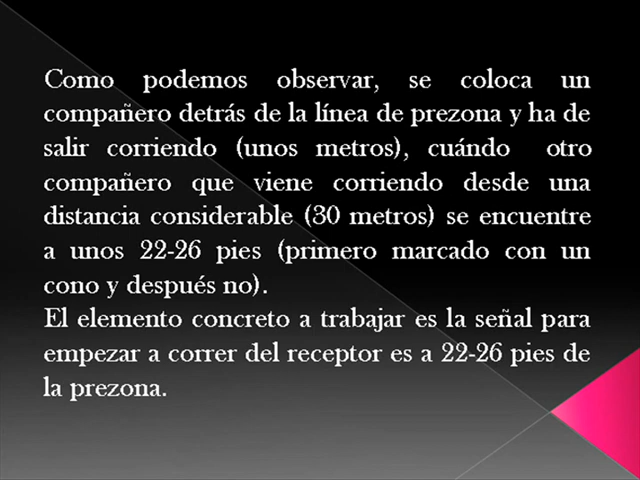 Como podemos observar, se coloca un
compañero detrás de la línea de prezona y ha de
salir corriendo (unos metros), cuándo otro
compañero que viene corriendo desde una
distancia considerable (30 metros) se encuentre
a unos 22-26 pies (primero marcado con un
cono y después no).
El elemento concreto a trabajar es la señal para
empezar a correr del receptor es a 22-26 pies de
la prezona.